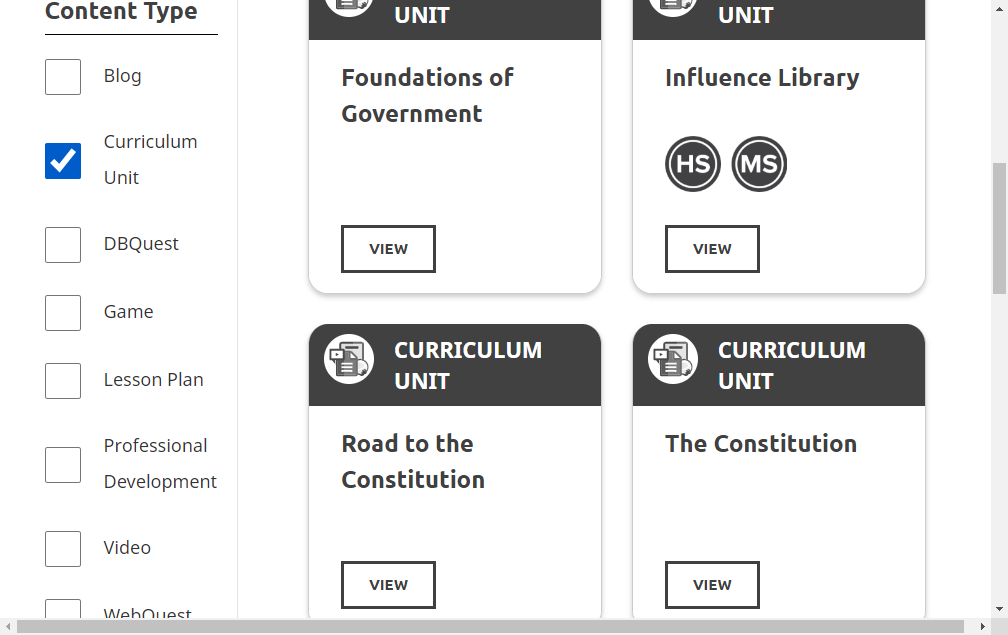 Content Type
Blog
Curriculum
Unit
DBQuest
Game
Lesson Plan
Professional
Development
Video
WebQuest
UNIT
Foundations of
Government
VIEW
UNIT
Influence Library
HS MS
VIEW
CURRICULUM
UNIT
Road to the
Constitution
VIEW
CURRICULUM
UNIT
The Constitution
VIEW